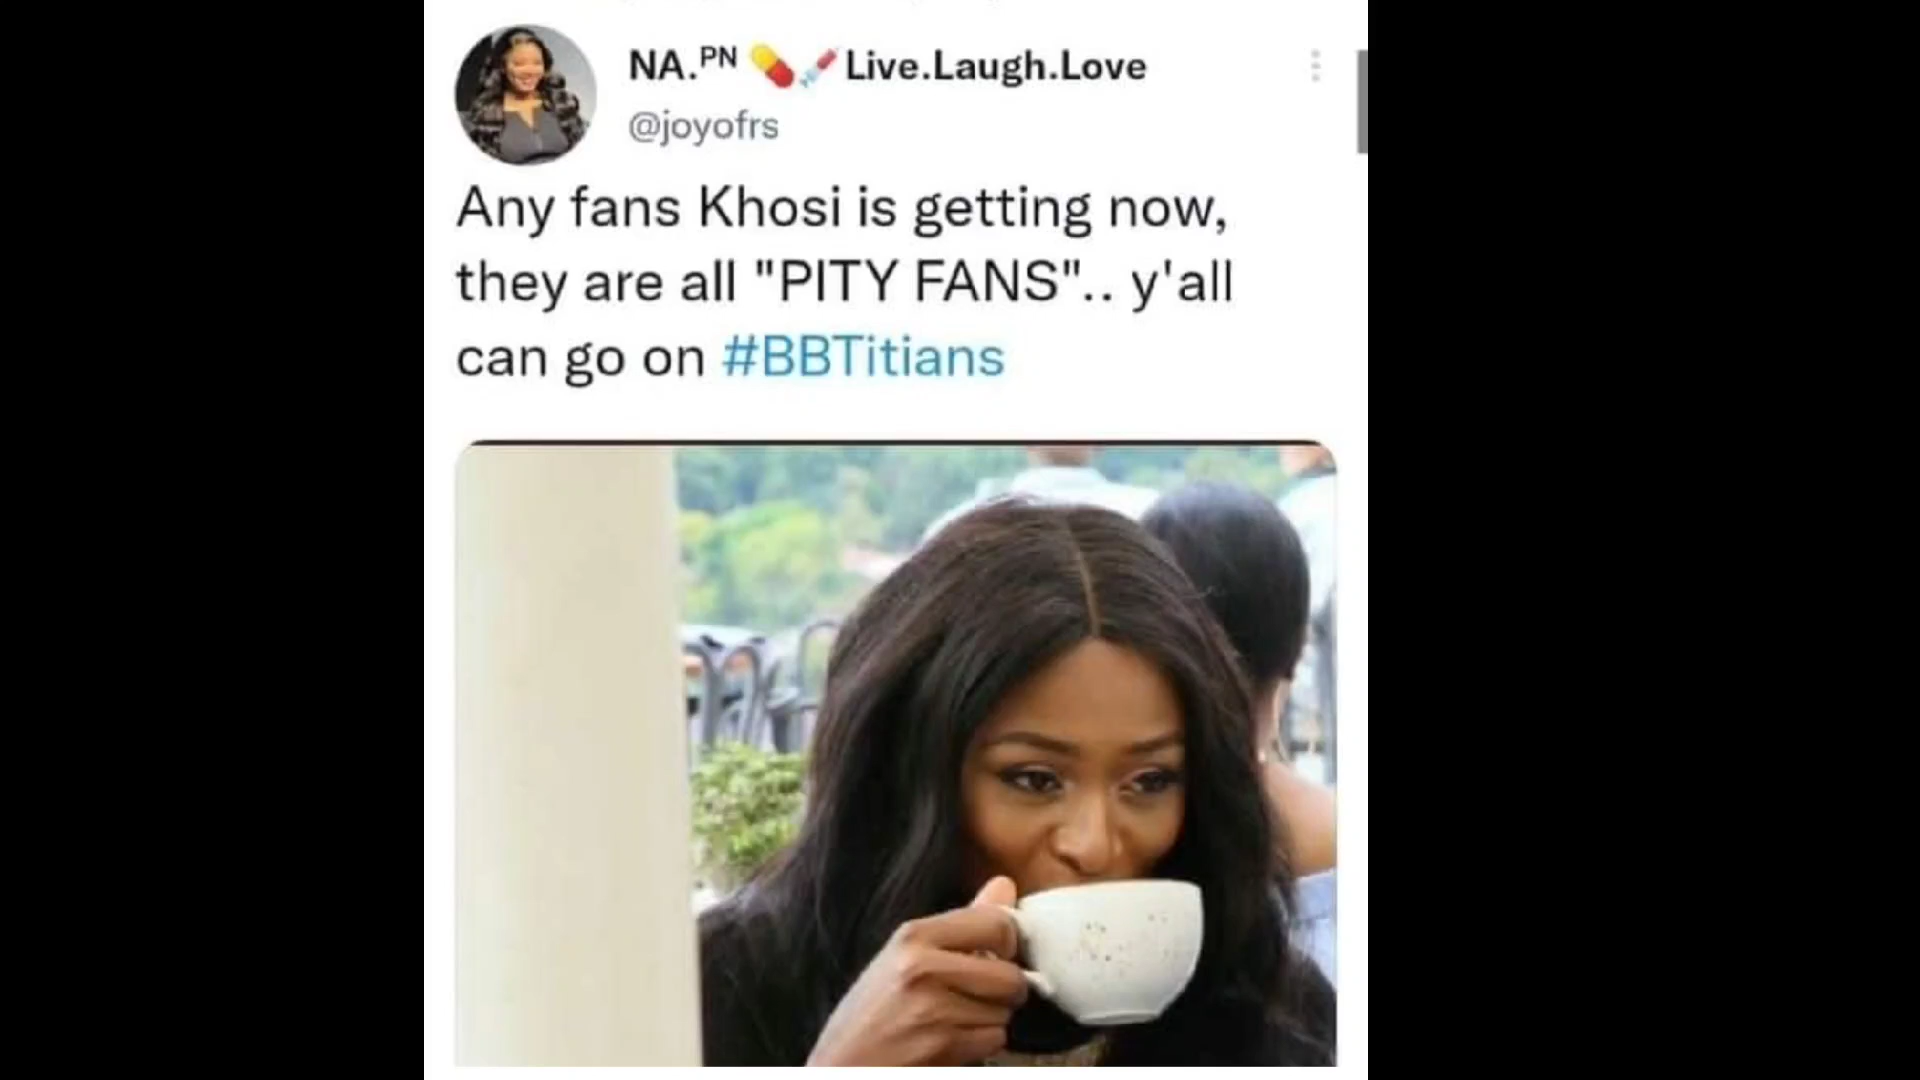 NA.ᴾᴺ 💊💉 Live.Laugh.Love
@joyofrs
Any fans Khosi is getting now,
they are all "PITY FANS".. y'all
can go on #BBTitians